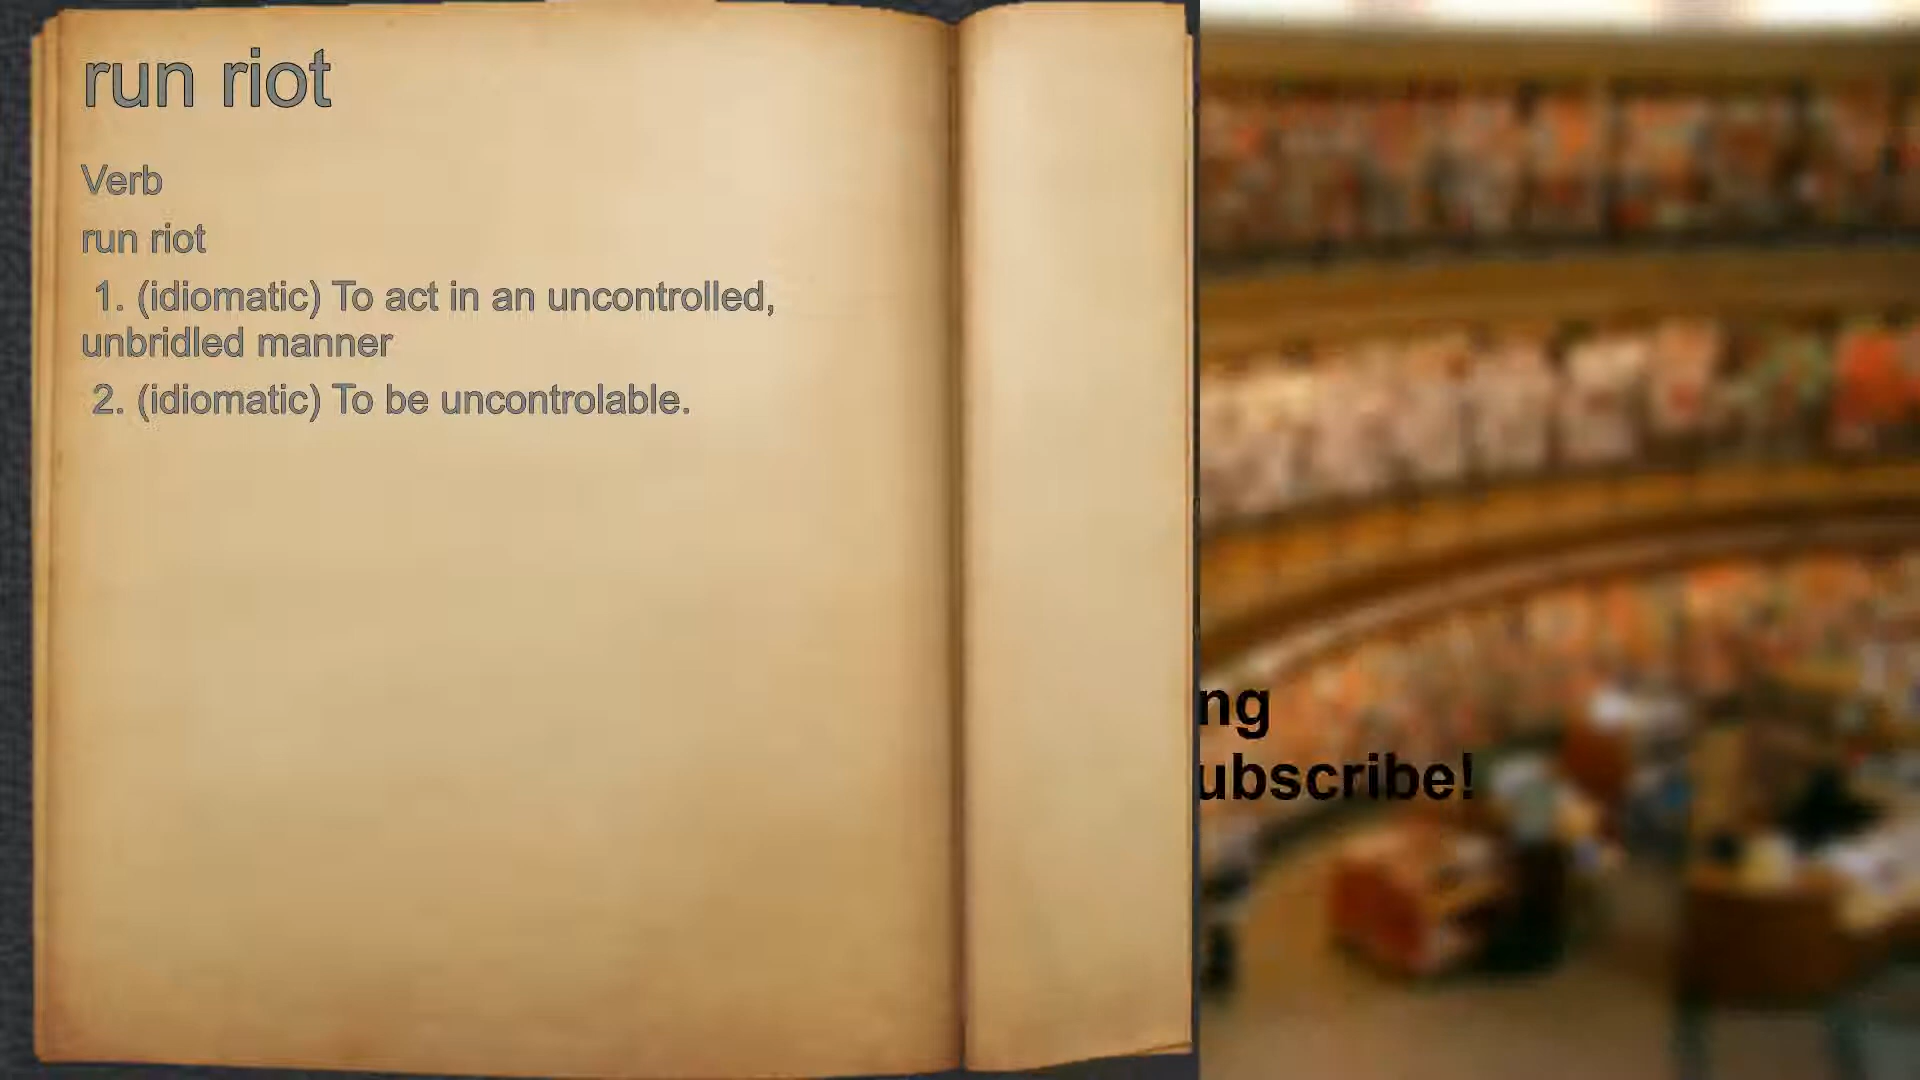 run riot
Verb
run riot
1. (idiomatic) To act in an uncontrolled,
unbridled manner
2. (idiomatic) To be uncontrolable.
ng
ubscribe!